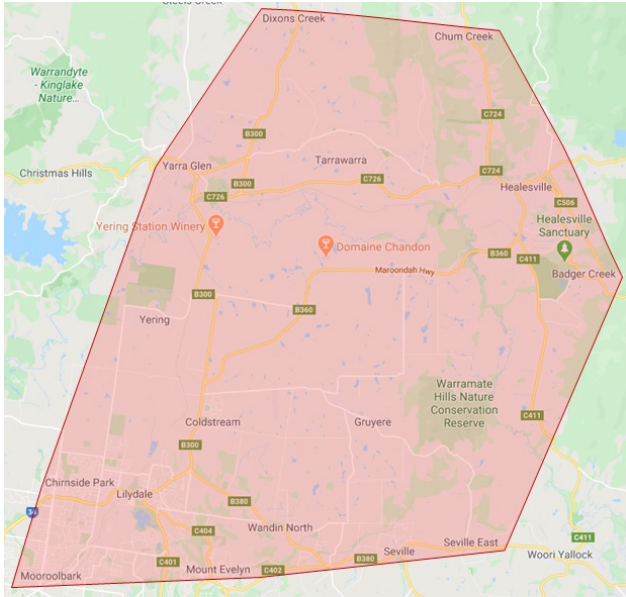 Steels Creek
Dixons Creek
Chum Creek
Warrandyte
- Kinglake
Nature...
C724
B300
Christmas Hills
Yarra Glen
Tarrawarra
C724
B300
C726
C726
Healesville
C506
Yering Station Winery
Healesville
Sanctuary
Domaine Chandon
B360
C411
Maroondah Hwy
Badger Creek
B300
B360
Yering
Warramate
Hills Nature
Conservation
Reserve
C411
Coldstream
Gruyere
B300
Chirnside Park
Lilydale
B380
Wandin North
C404
C411
Seville East
Seville
Woori Yallock
C401
B380
Mount Evelyn
C402
Mooroolbark